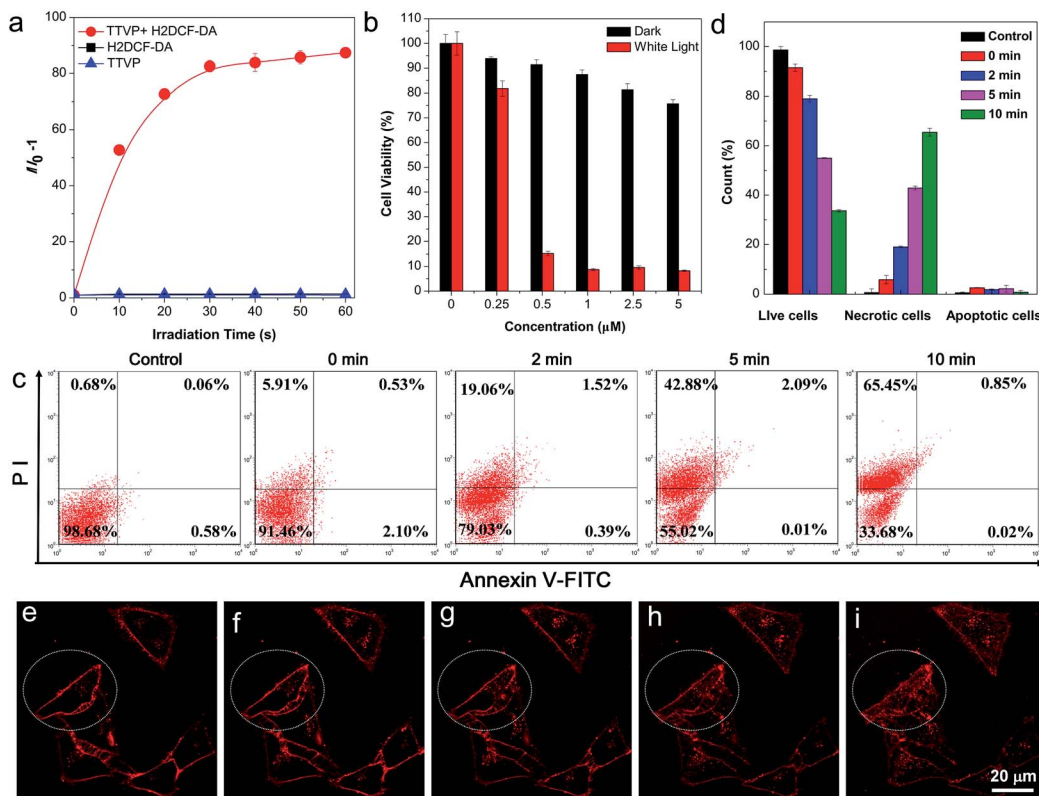 a
TTVP+ H2DCF-DA
H2DCF-DA
TTVP
I/I0 -1
100
80
60
40
20
0
0 10 20 30 40 50 60
Irradiation Time (s)
b
Dark
White Light
Cell Viability (%)
110
100
90
80
70
60
50
40
30
20
10
0
0 0.25 0.5 1 2.5 5
Concentration (μM)
d
Control
0 min
2 min
5 min
10 min
Count (%)
100
80
60
40
20
0
LIve cells Necrotic cells Apoptotic cells
c
Control 0 min 2 min 5 min 10 min
PI
0.68% 0.06% 5.91% 0.53% 19.06% 1.52% 42.88% 2.09% 65.45% 0.85%
98.68% 0.58% 91.46% 2.10% 79.03% 0.39% 55.02% 0.01% 33.68% 0.02%
Annexin V-FITC
e f g h i
20 μm